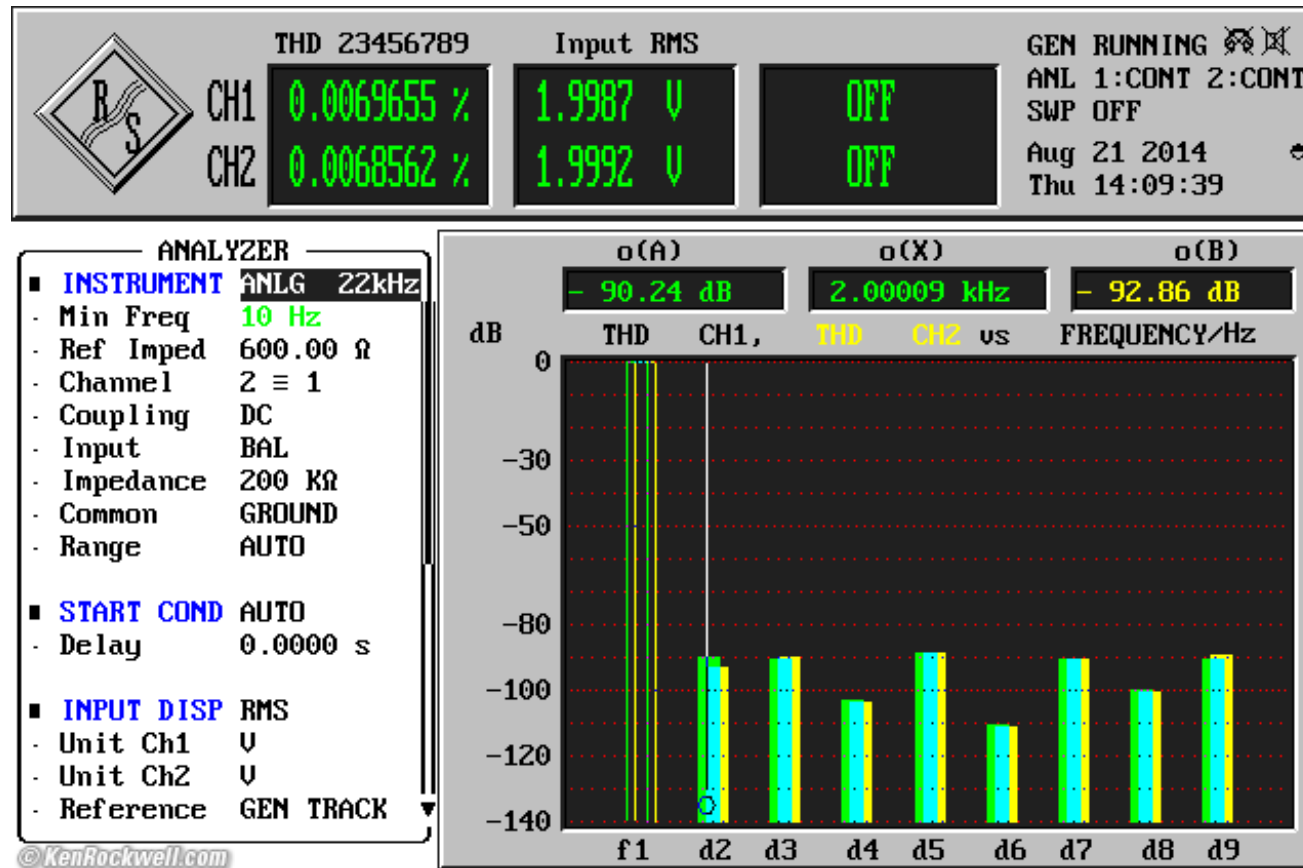 THD 23456789 Input RMS
R S
CH1 0.0069655 % 1.9987 V OFF
CH2 0.0068562 % 1.9992 V OFF
GEN RUNNING
ANL 1:CONT 2:CONT
SWP OFF
Aug 21 2014
Thu 14:09:39
ANALYZER
INSTRUMENT ANLG 22kHz
Min Freq 10 Hz
Ref Imped 600.00 Ω
Channel 2 ≡ 1
Coupling DC
Input BAL
Impedance 200 KΩ
Common GROUND
Range AUTO
START COND AUTO
Delay 0.0000 s
INPUT DISP RMS
Unit Ch1 V
Unit Ch2 V
Reference GEN TRACK
o(A) o(X) o(B)
- 90.24 dB 2.00009 kHz - 92.86 dB
dB THD CH1, THD CH2 vs FREQUENCY/Hz
0
-30
-50
-80
-100
-120
-140
f1 d2 d3 d4 d5 d6 d7 d8 d9
© KenRockwell.com